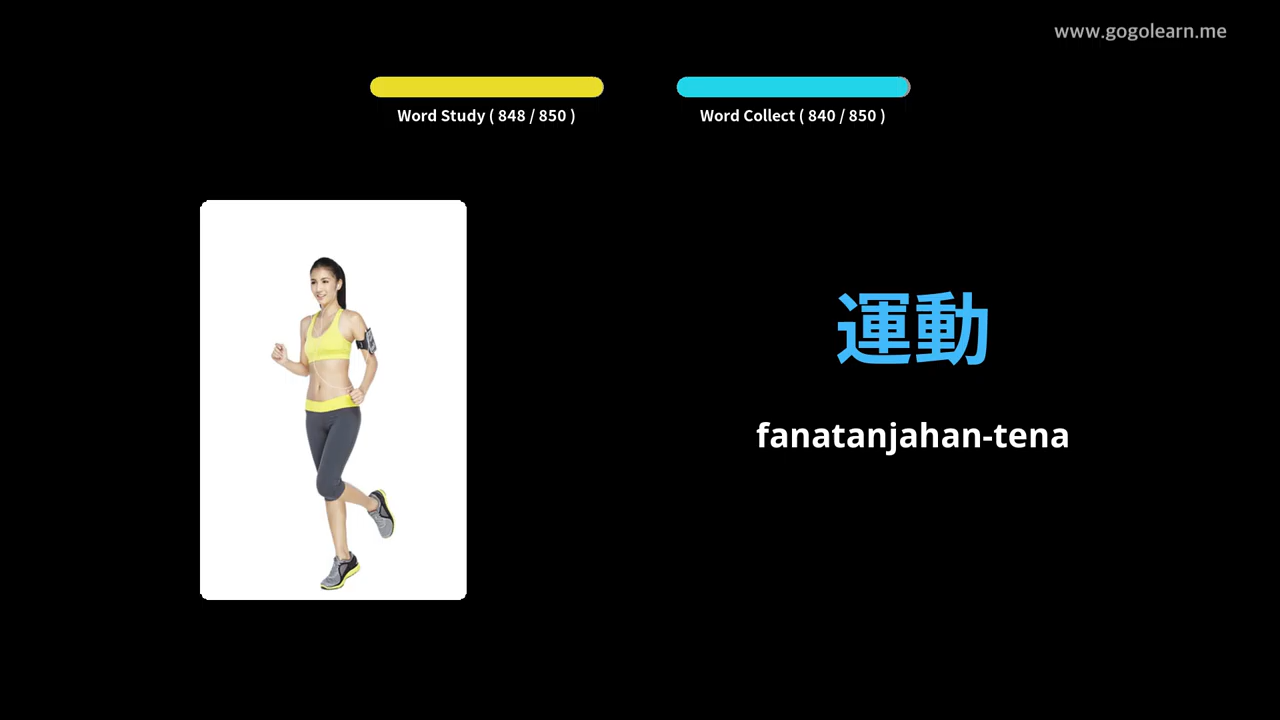 www.gogolearn.me
Word Study ( 848 / 850 )
Word Collect ( 840 / 850 )
運動
fanatanjahan-tena